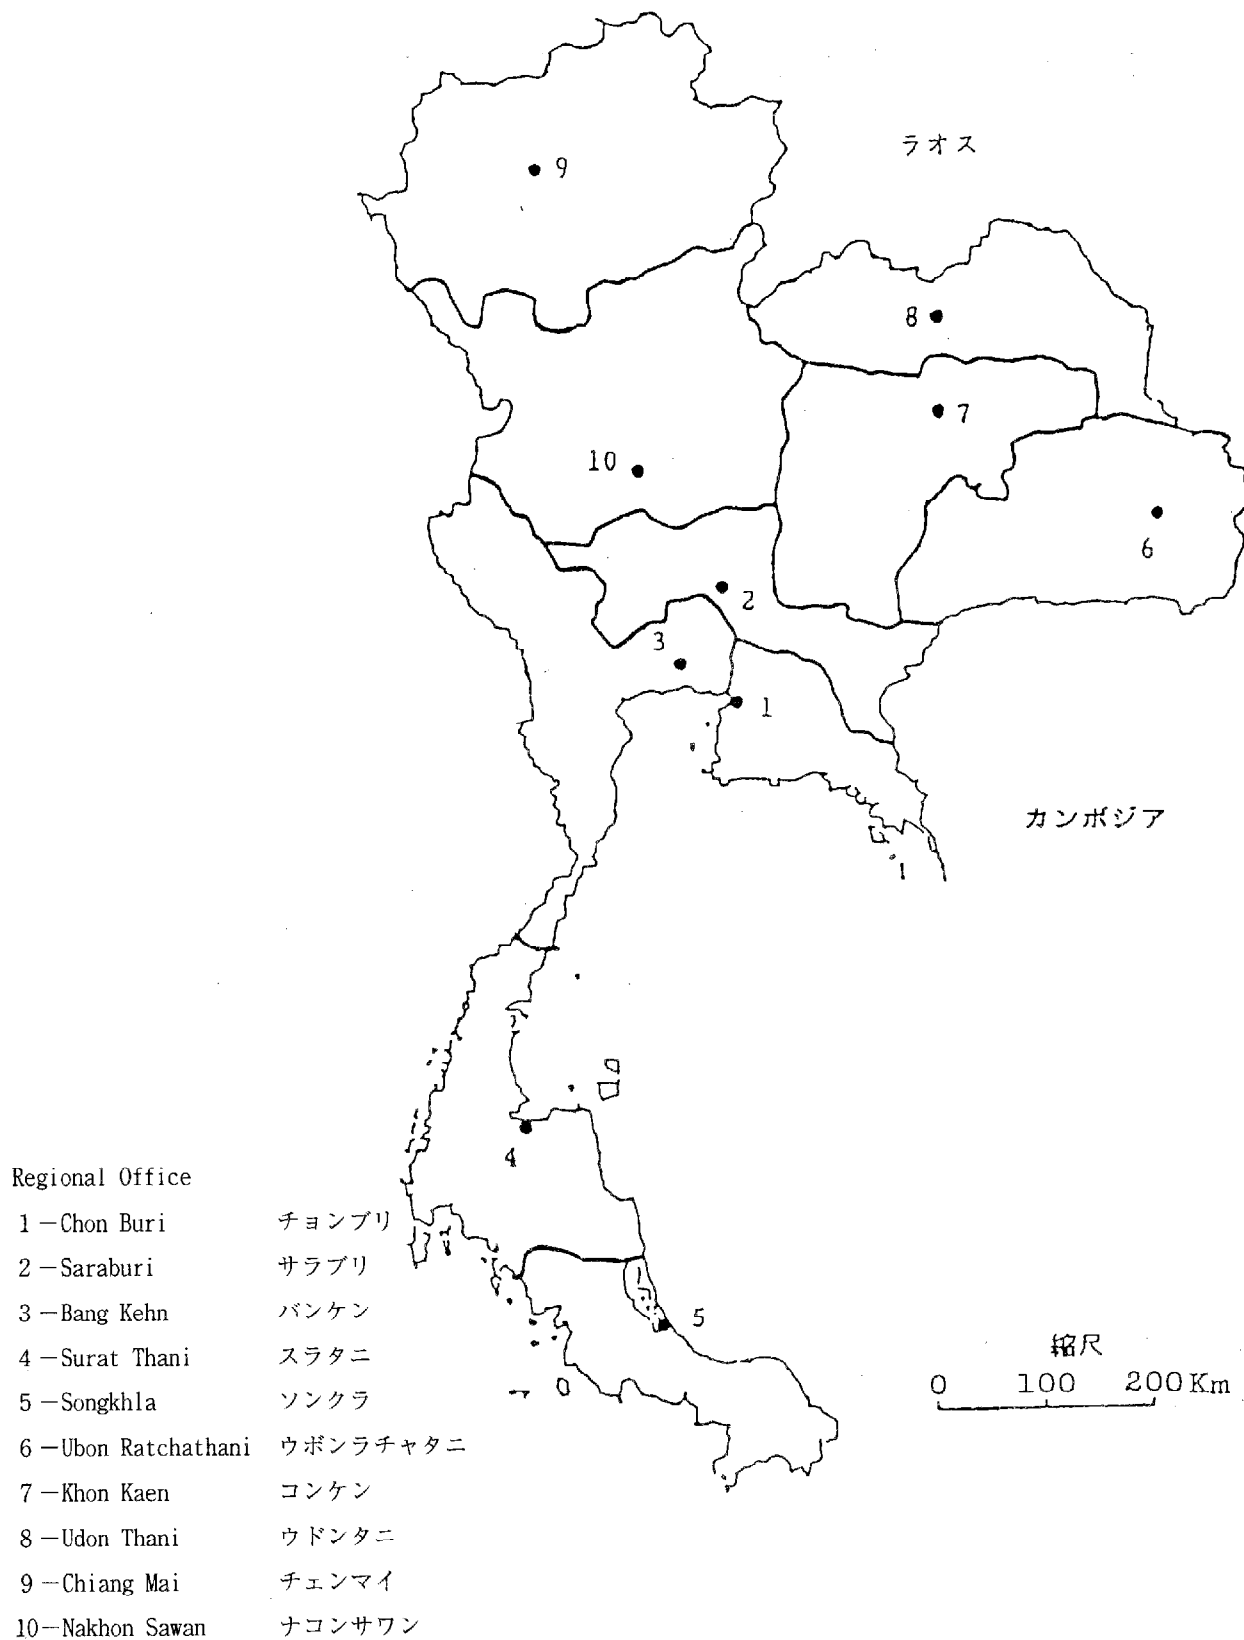 ラオス
9
8
7
10
6
2
3
1
カンボジア
4
5
縮尺
0 100 200Km
Regional Office
1-Chon Buri チョンブリ
2-Saraburi サラブリ
3-Bang Kehn バンケン
4-Surat Thani スラタニ
5-Songkhla ソンクラ
6-Ubon Ratchathani ウボンラチャタニ
7-Khon Kaen コンケン
8-Udon Thani ウドンタニ
9-Chiang Mai チェンマイ
10-Nakhon Sawan ナコンサワン